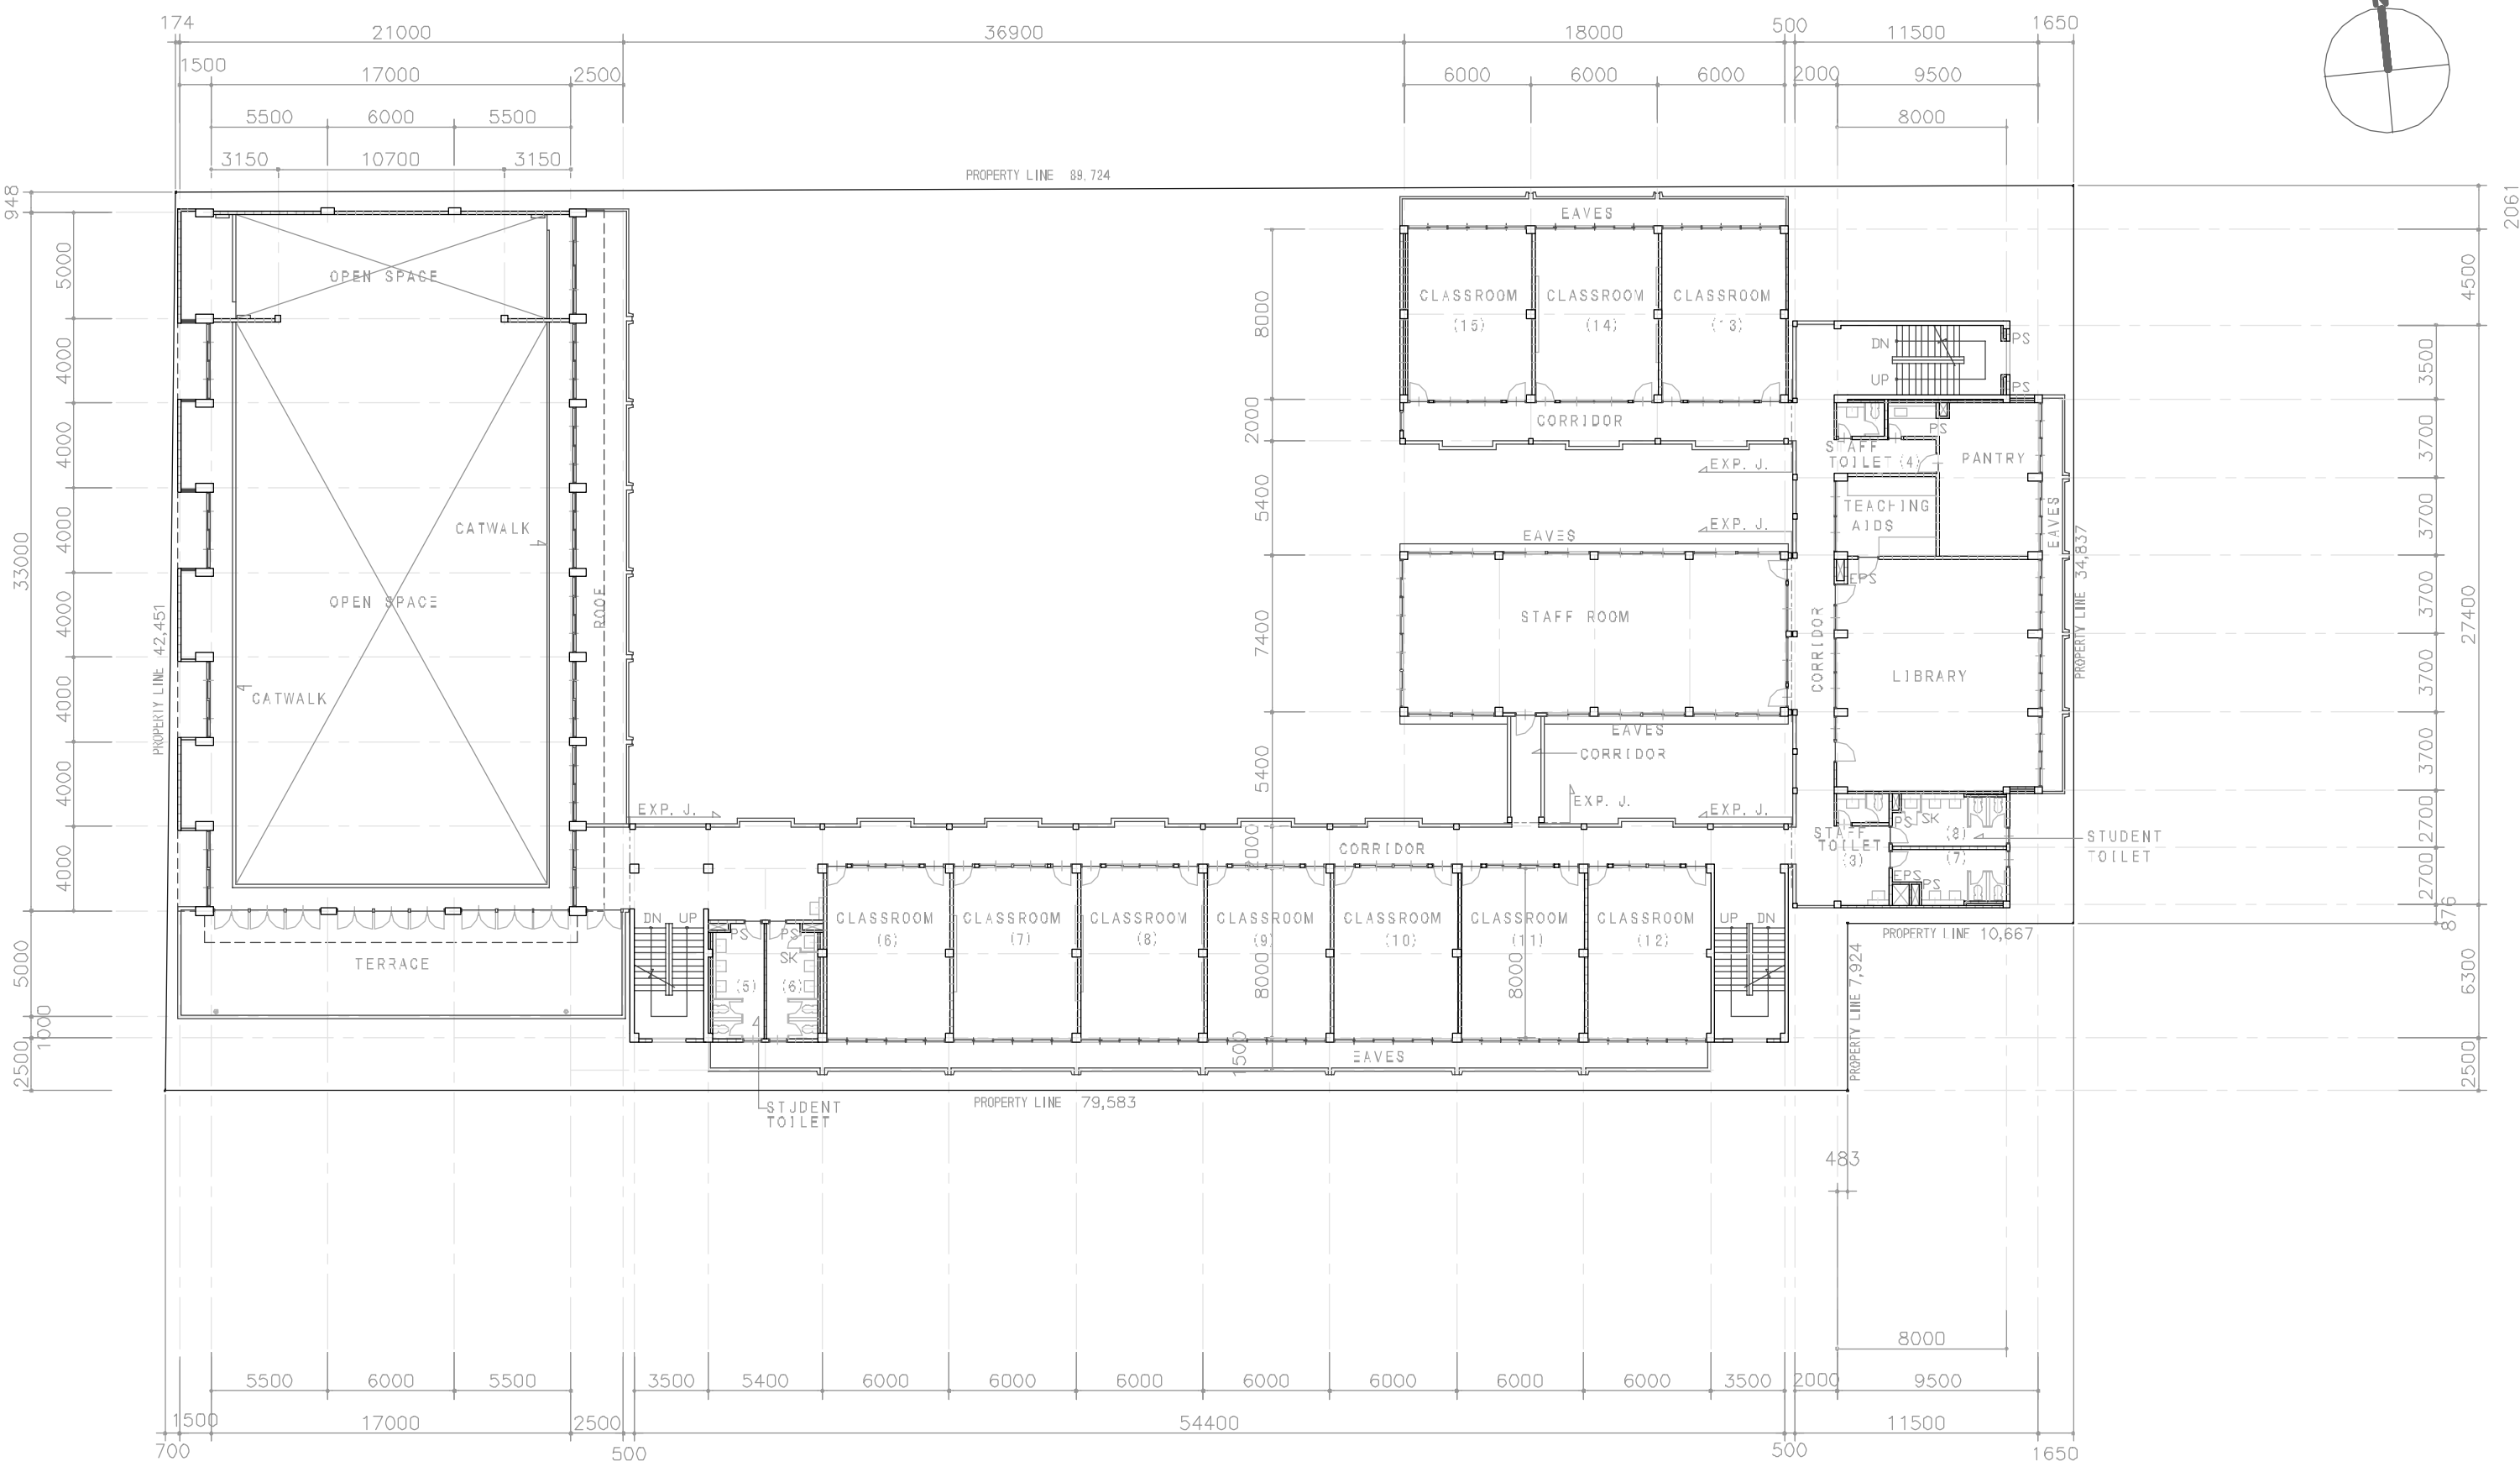 174
21000
36900
18000
500
11500
1650
1500
17000
2500
6000
6000
6000
2000
9500
5500
6000
5500
8000
3150
10700
3150
PROPERTY LINE 89,724
948
2061
EAVES
5000
OPEN SPACE
4500
CLASSROOM
(15)
CLASSROOM
(14)
CLASSROOM
(13)
8000
4000
DN
PS
3500
UP
PS
2000
CORRIDOR
PS
4000
STAFF
TOILET (4)
PANTRY
3700
EXP. J.
5400
TEACHING
AIDS
EAVES
3700
4000
CATWALK
EXP. J.
EAVES
33000
PROPERTY LINE 34,837
EPS
4000
OPEN SPACE
ROOF
STAFF ROOM
7400
CORRIDOR
3700
27400
PROPERTY LINE 42,451
LIBRARY
4000
CATWALK
3700
EAVES
CORRIDOR
5400
3700
4000
EXP. J.
EXP. J.
EXP. J.
PS
SK
(8)
STAFF
TOILET
(3)
STUDENT
TOILET
2700
CORRIDOR
2000
(7)
4000
EPS
PS
2700
DN
UP
CLASSROOM
(6)
CLASSROOM
(7)
CLASSROOM
(8)
CLASSROOM
(9)
CLASSROOM
(10)
CLASSROOM
(11)
CLASSROOM
(12)
UP
DN
876
PROPERTY LINE 10,667
PS
PS
SK
TERRACE
5000
(5)
(6)
8000
8000
PROPERTY LINE 7,924
6300
1000
2500
1500
EAVES
2500
PROPERTY LINE 79,583
STUDENT
TOILET
483
8000
5500
6000
5500
3500
5400
6000
6000
6000
6000
6000
6000
6000
3500
2000
9500
1500
17000
2500
54400
11500
700
500
500
1650